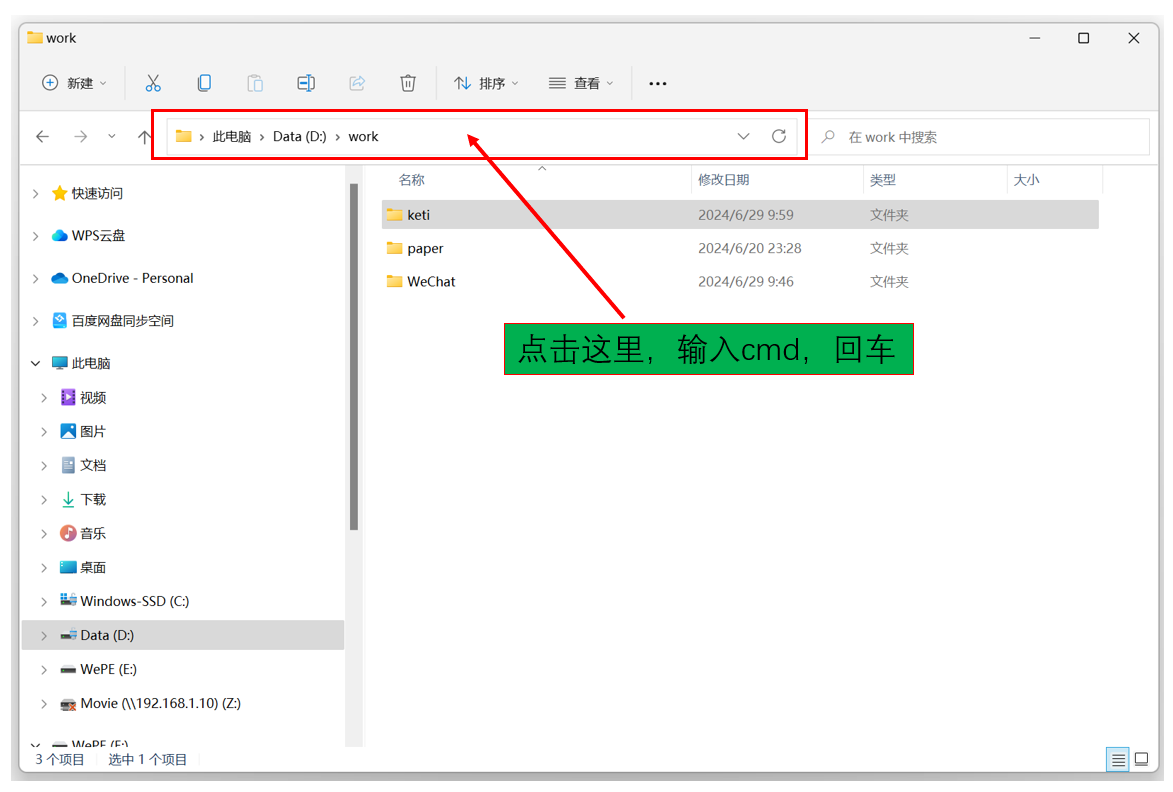 work
新建
排序
查看
此电脑 Data (D:) work
在 work 中搜索
名称 修改日期 类型 大小
keti 2024/6/29 9:59 文件夹
paper 2024/6/20 23:28 文件夹
WeChat 2024/6/29 9:46 文件夹
点击这里，输入cmd，回车
快速访问
WPS云盘
OneDrive - Personal
百度网盘同步空间
此电脑
视频
图片
文档
下载
音乐
桌面
Windows-SSD (C:)
Data (D:)
WePE (E:)
Movie (\\192.168.1.10) (Z:)
WePE (E:)
3 个项目 选中 1 个项目